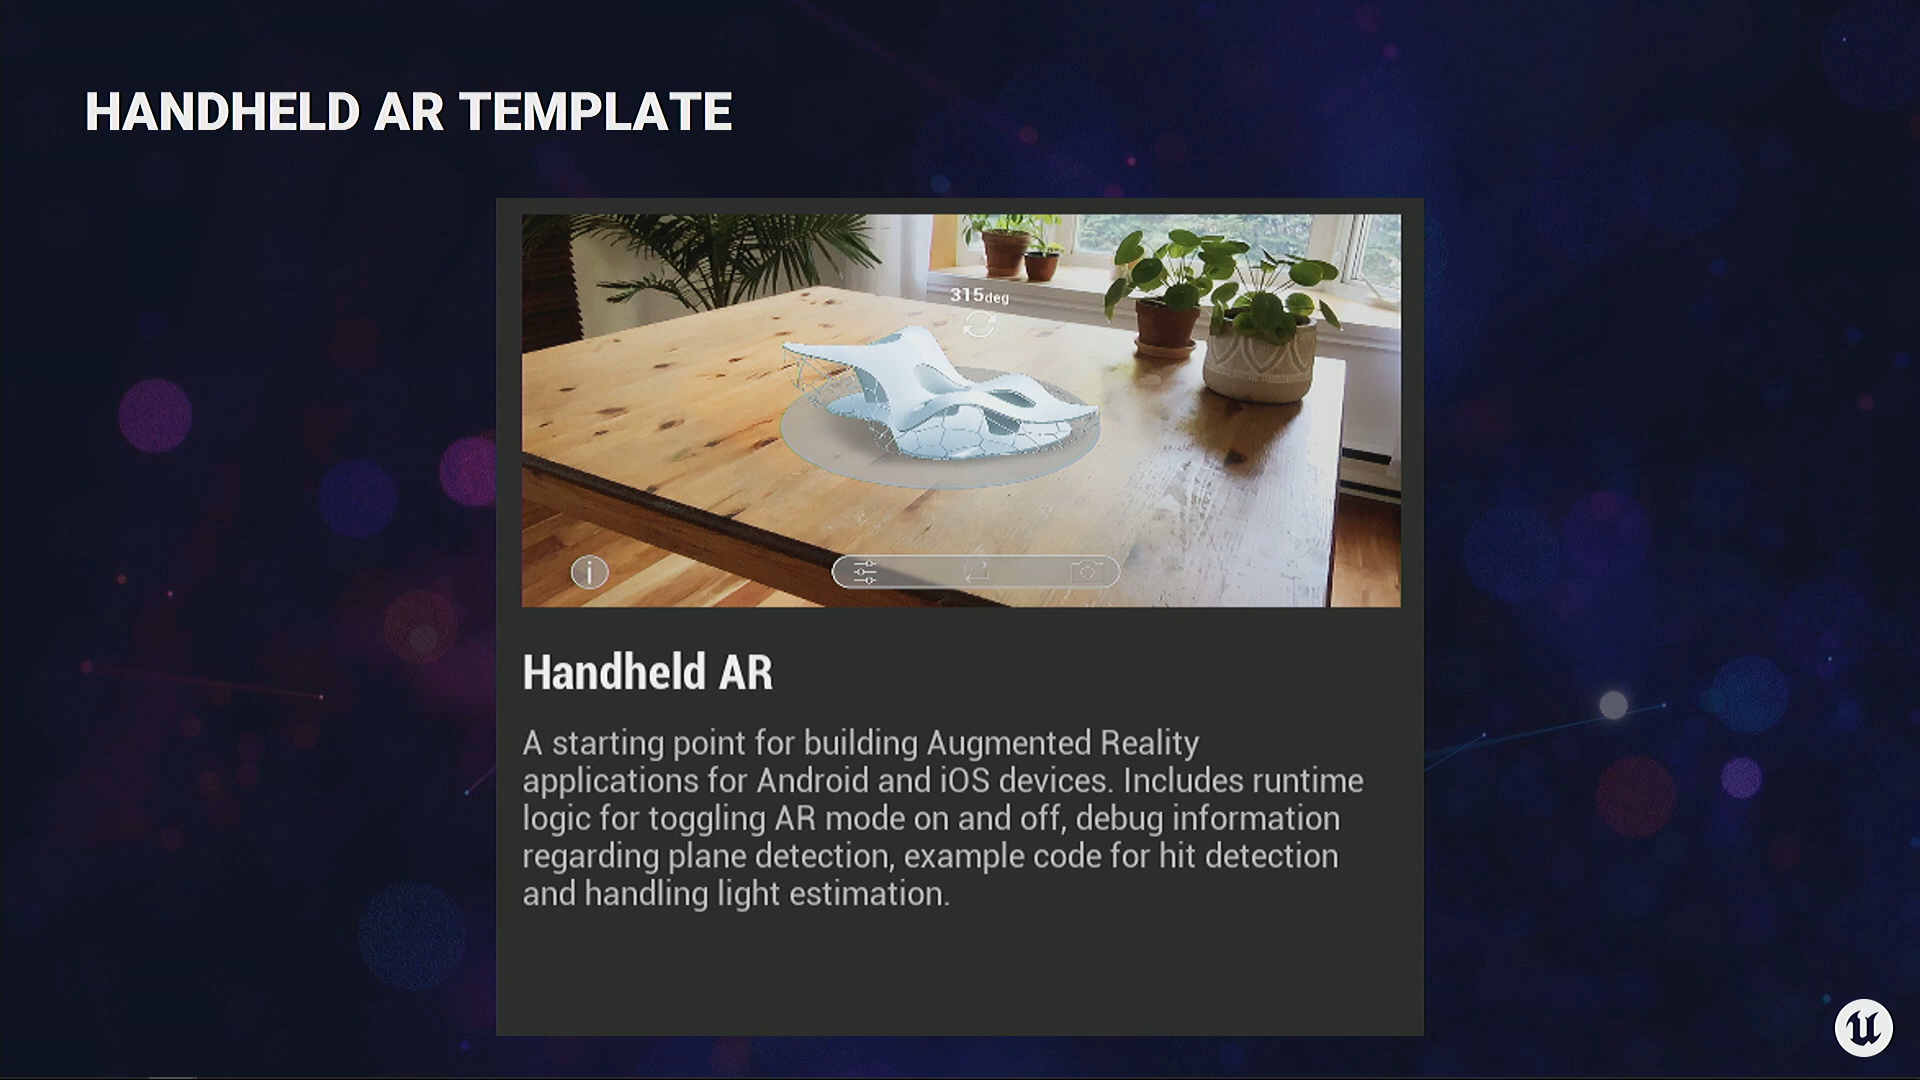 HANDHELD AR TEMPLATE
315deg
i
Handheld AR
A starting point for building Augmented Reality
applications for Android and iOS devices. Includes runtime
logic for toggling AR mode on and off, debug information
regarding plane detection, example code for hit detection
and handling light estimation.